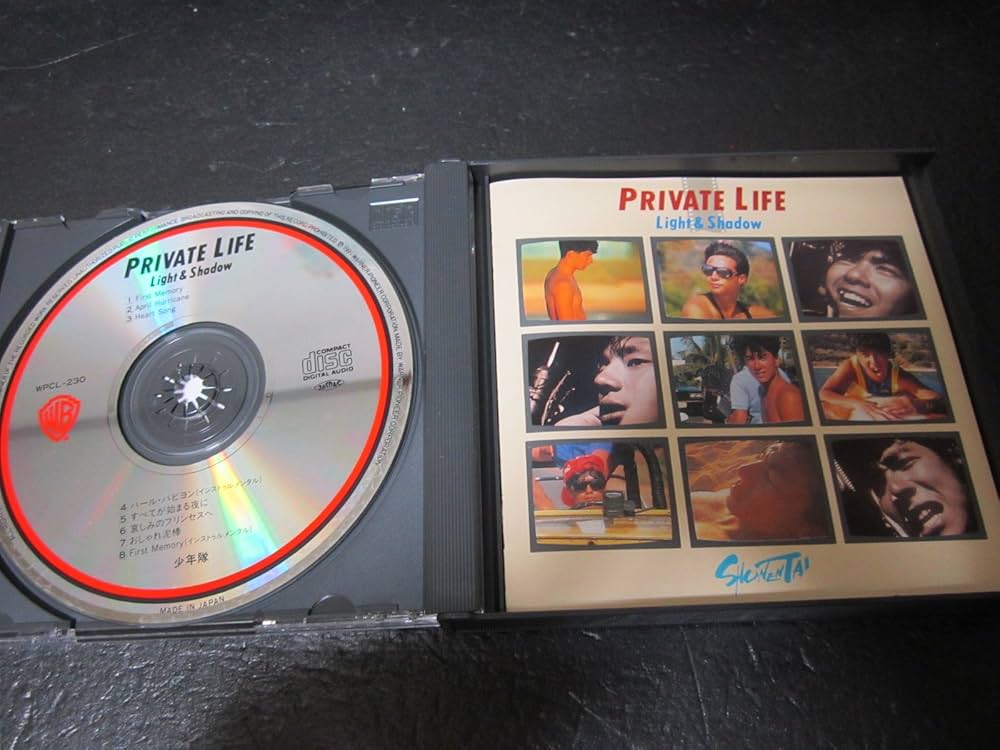 PRIVATE LIFE
Light & Shadow
1 First Memory
2 April Hurricane
3 Heart Song
WPCL-230
WB
COMPACT
disc
DIGITAL AUDIO
4 パール・パピヨン(インストゥルメンタル)
5 すべてが始まる夜に
6 哀しみのプリンセスへ
7 おしゃれ泥棒
8 First Memory(インストゥルメンタル)
少年隊
MADE IN JAPAN
PRIVATE LIFE
Light & Shadow
SHONENTAI